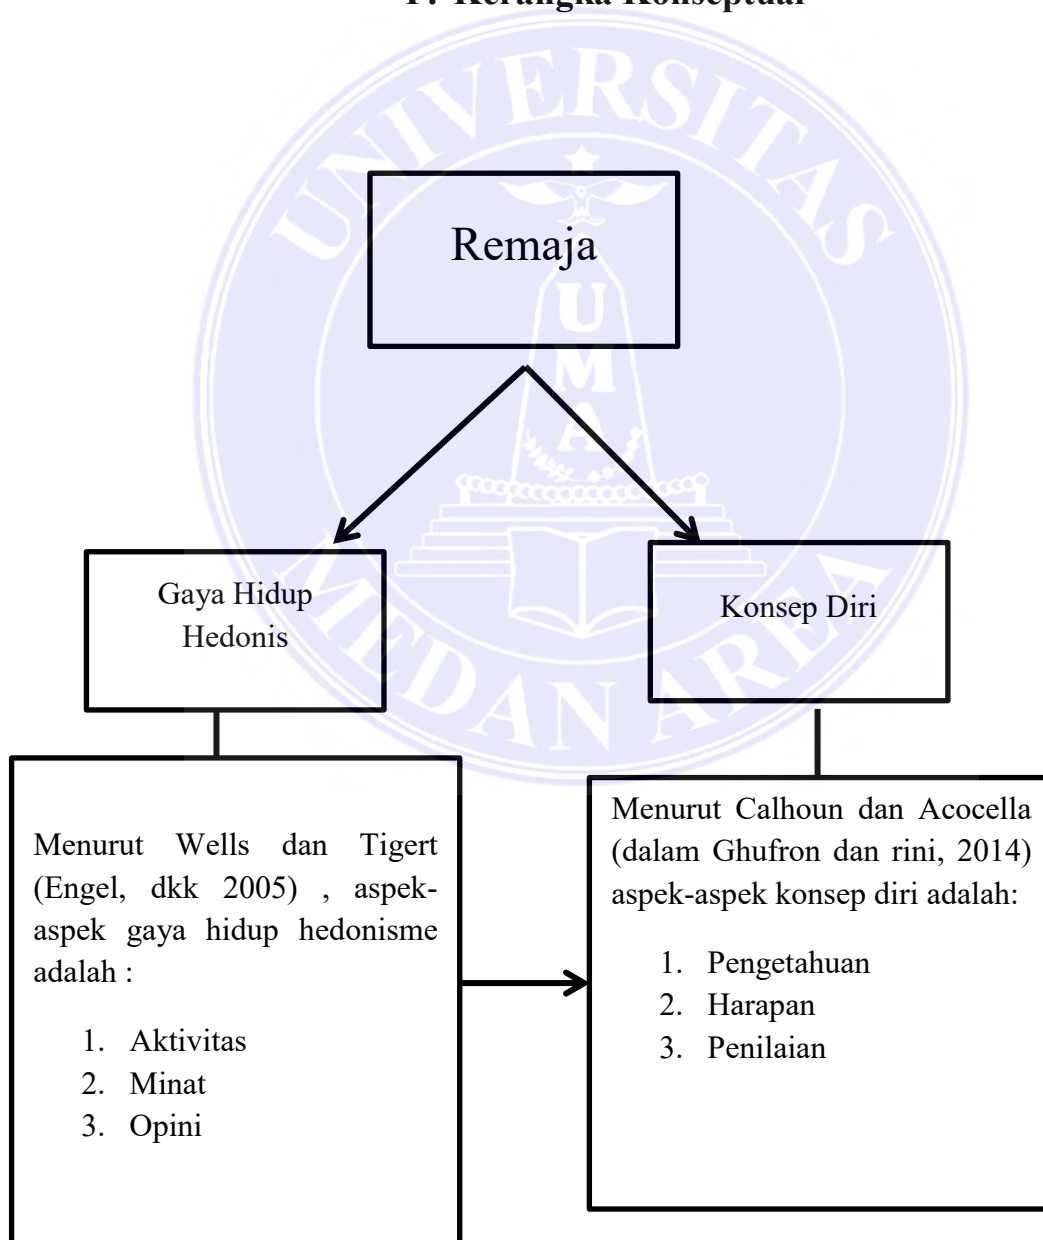 F. Kerangka Konseptual
UNIVERSITAS
Remaja
UMA
MEDAN AREA
Gaya Hidup
Hedonis
Konsep Diri
Menurut Wells dan Tigert
(Engel, dkk 2005) , aspek-
aspek gaya hidup hedonisme
adalah :
1. Aktivitas
2. Minat
3. Opini
Menurut Calhoun dan Acocella
(dalam Ghufron dan rini, 2014)
aspek-aspek konsep diri adalah:
1. Pengetahuan
2. Harapan
3. Penilaian